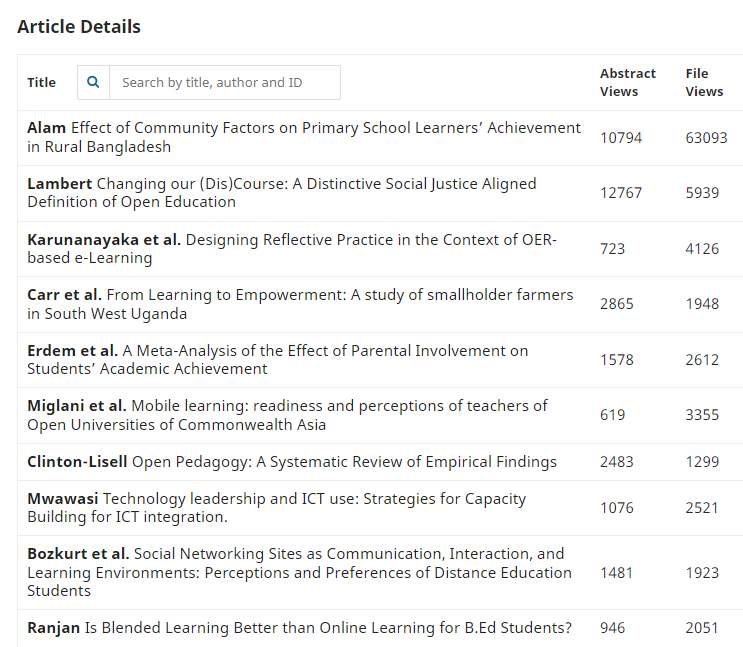 Article Details
Title
Search by title, author and ID
Abstract
Views
File
Views
Alam Effect of Community Factors on Primary School Learners’ Achievement
in Rural Bangladesh
10794
63093
Lambert Changing our (Dis)Course: A Distinctive Social Justice Aligned
Definition of Open Education
12767
5939
Karunanayaka et al. Designing Reflective Practice in the Context of OER-
based e-Learning
723
4126
Carr et al. From Learning to Empowerment: A study of smallholder farmers
in South West Uganda
2865
1948
Erdem et al. A Meta-Analysis of the Effect of Parental Involvement on
Students’ Academic Achievement
1578
2612
Miglani et al. Mobile learning: readiness and perceptions of teachers of
Open Universities of Commonwealth Asia
619
3355
Clinton-Lisell Open Pedagogy: A Systematic Review of Empirical Findings
2483
1299
Mwawasi Technology leadership and ICT use: Strategies for Capacity
Building for ICT integration.
1076
2521
Bozkurt et al. Social Networking Sites as Communication, Interaction, and
Learning Environments: Perceptions and Preferences of Distance Education
Students
1481
1923
Ranjan Is Blended Learning Better than Online Learning for B.Ed Students?
946
2051